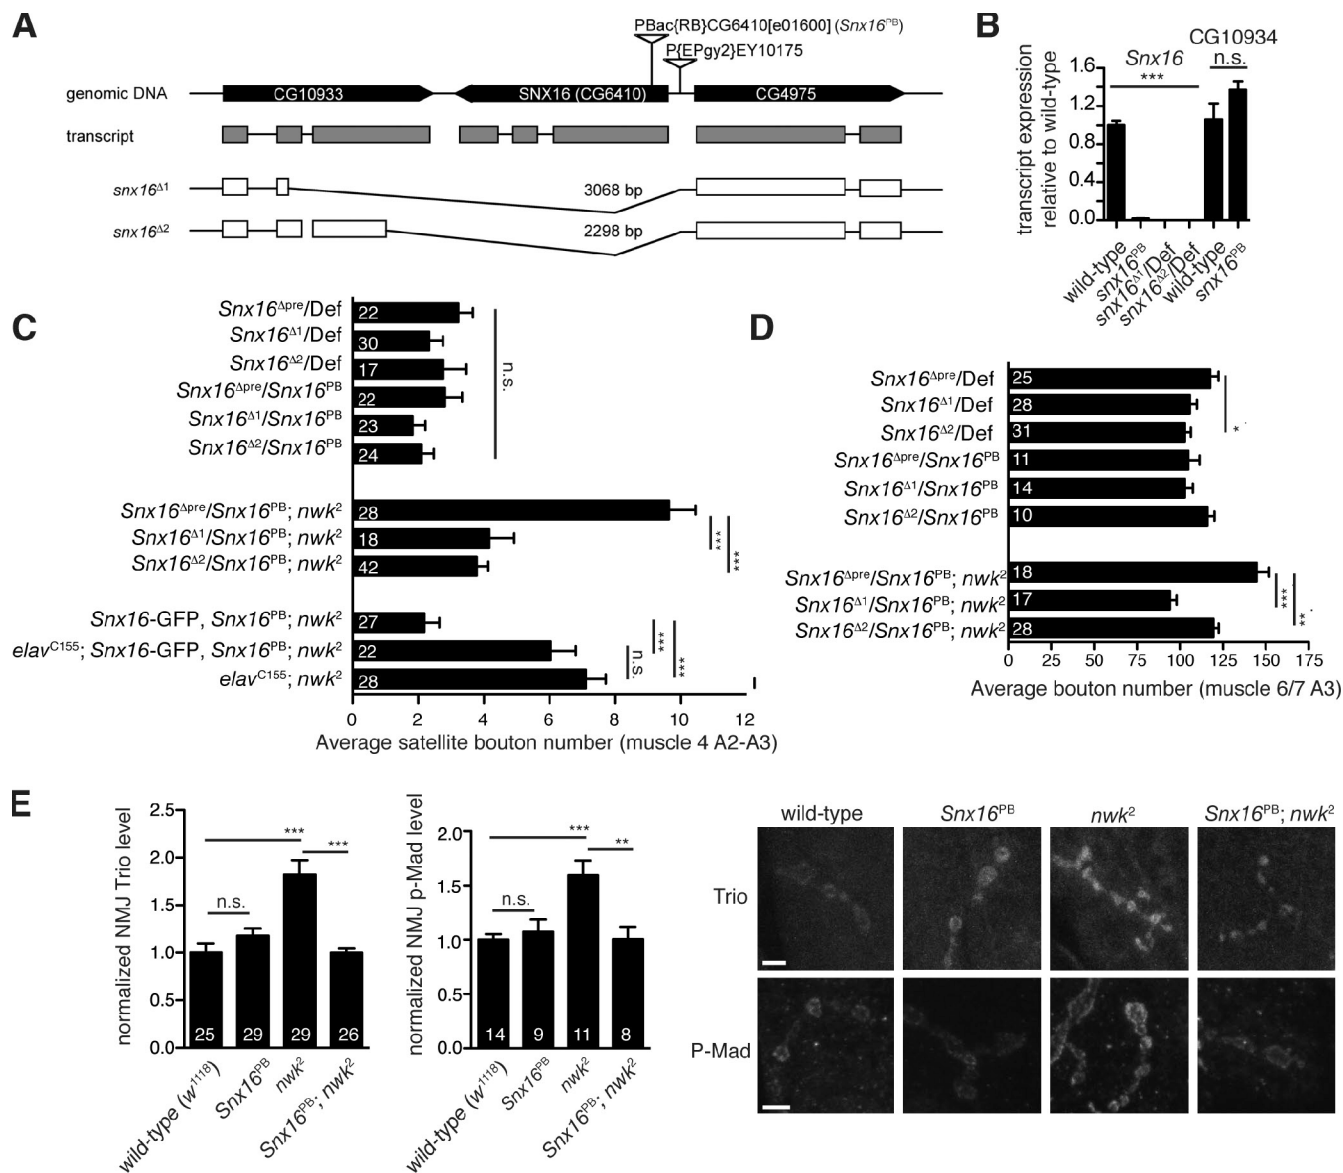 A
PBac{RB}CG6410[e01600] (Snx16ᴾᴮ)
P{EPgy2}EY10175
genomic DNA
CG10933
SNX16 (CG6410)
CG4975
transcript
snx16Δ1
3068 bp
snx16Δ2
2298 bp
B
CG10934
Snx16
n.s.
***
transcript expression
relative to wild-type
1.6
1.2
0.8
0.4
0.0
wild-type
snx16PB
snx16Δ1/Def
snx16Δ2/Def
wild-type
snx16PB
C
Snx16Δpre/Def
22
Snx16Δ1/Def
30
Snx16Δ2/Def
17
Snx16Δpre/Snx16PB
22
Snx16Δ1/Snx16PB
23
Snx16Δ2/Snx16PB
24
n.s.
Snx16Δpre/Snx16PB; nwk2
28
Snx16Δ1/Snx16PB; nwk2
18
Snx16Δ2/Snx16PB; nwk2
42
***
***
Snx16-GFP, Snx16PB; nwk2
27
elavC155; Snx16-GFP, Snx16PB; nwk2
22
elavC155; nwk2
28
n.s.
***
***
0 2 4 6 8 10 12
Average satellite bouton number (muscle 4 A2-A3)
D
Snx16Δpre/Def
25
Snx16Δ1/Def
28
Snx16Δ2/Def
31
Snx16Δpre/Snx16PB
11
Snx16Δ1/Snx16PB
14
Snx16Δ2/Snx16PB
10
*
Snx16Δpre/Snx16PB; nwk2
18
Snx16Δ1/Snx16PB; nwk2
17
Snx16Δ2/Snx16PB; nwk2
28
***
**
0 25 50 75 100 125 150 175
Average bouton number (muscle 6/7 A3)
E
normalized NMJ Trio level
2.5
2.0
1.5
1.0
0.5
0.0
***
***
n.s.
25 29 29 26
wild-type (w1118)
Snx16PB
nwk2
Snx16PB; nwk2
normalized NMJ p-Mad level
2.0
1.5
1.0
0.5
0.0
***
**
n.s.
14 9 11 8
wild-type (w1118)
Snx16PB
nwk2
Snx16PB; nwk2
wild-type
Snx16PB
nwk2
Snx16PB; nwk2
Trio
P-Mad